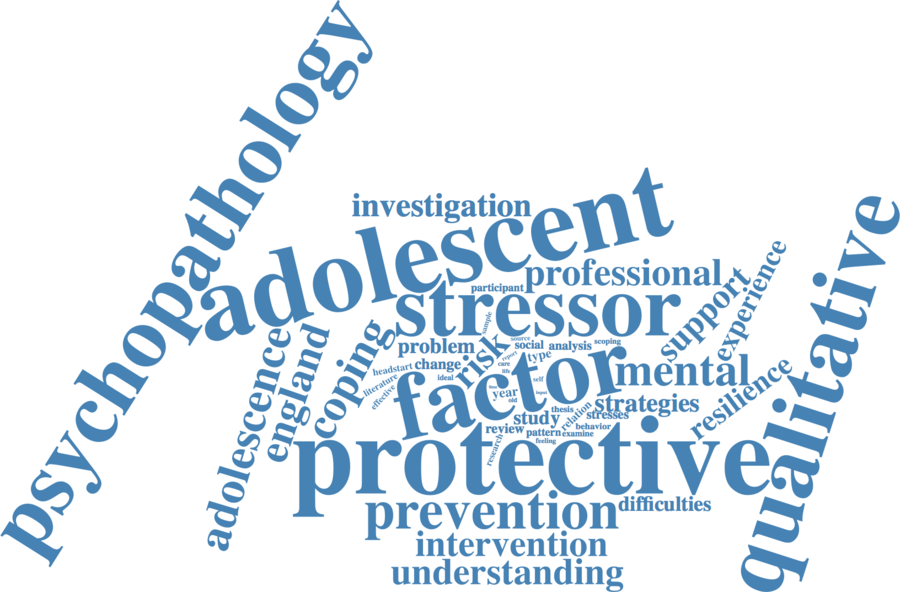 psychopathology
investigation
adolescent
professional
participant
stressor
support
experience
qualitative
sample
source
social
analysis
scoping
problem
risk
report
type
coping
england
adolescence
headstart
change
care
life
mental
literature
ideal
self
factor
year
old
effective
resilience
strategies
thesis
relation
stresses
study
behavior
review
pattern
examine
feeling
research
protective
prevention
difficulties
intervention
understanding